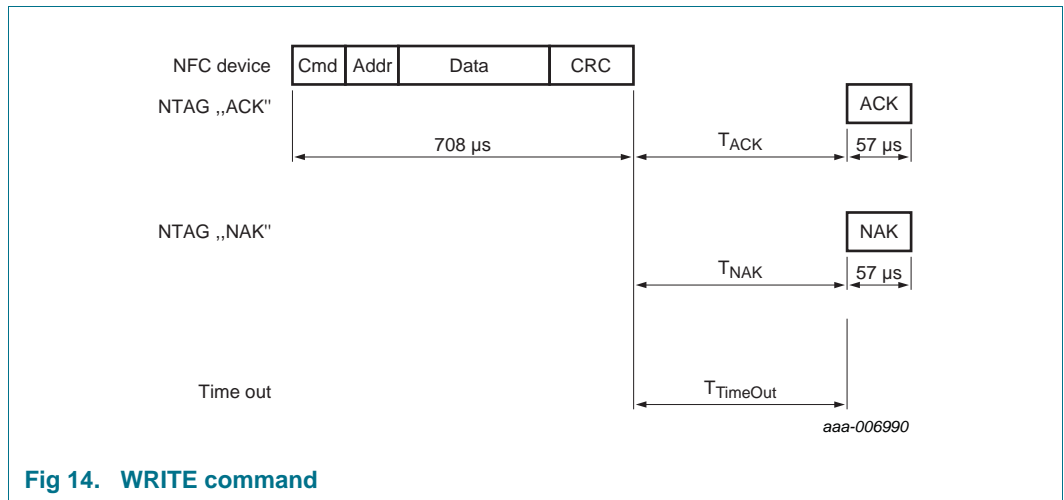 NFC device Cmd Addr Data CRC
NTAG ,,ACK" ACK
708 µs TACK 57 µs
NTAG ,,NAK" NAK
TNAK 57 µs
Time out TTimeOut
aaa-006990
Fig 14. WRITE command